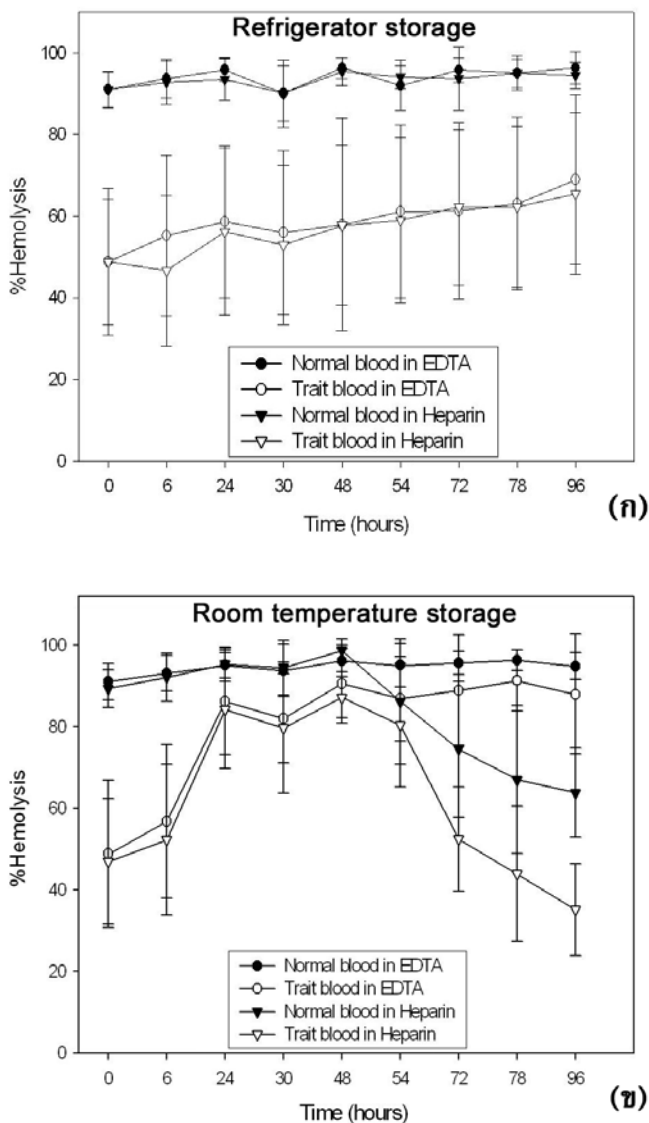 Refrigerator storage
100
80
60
40
20
0
%Hemolysis
Normal blood in EDTA
Trait blood in EDTA
Normal blood in Heparin
Trait blood in Heparin
0 6 24 30 48 54 72 78 96
Time (hours)
(ก)
Room temperature storage
100
80
60
40
20
0
%Hemolysis
Normal blood in EDTA
Trait blood in EDTA
Normal blood in Heparin
Trait blood in Heparin
0 6 24 30 48 54 72 78 96
Time (hours)
(ข)